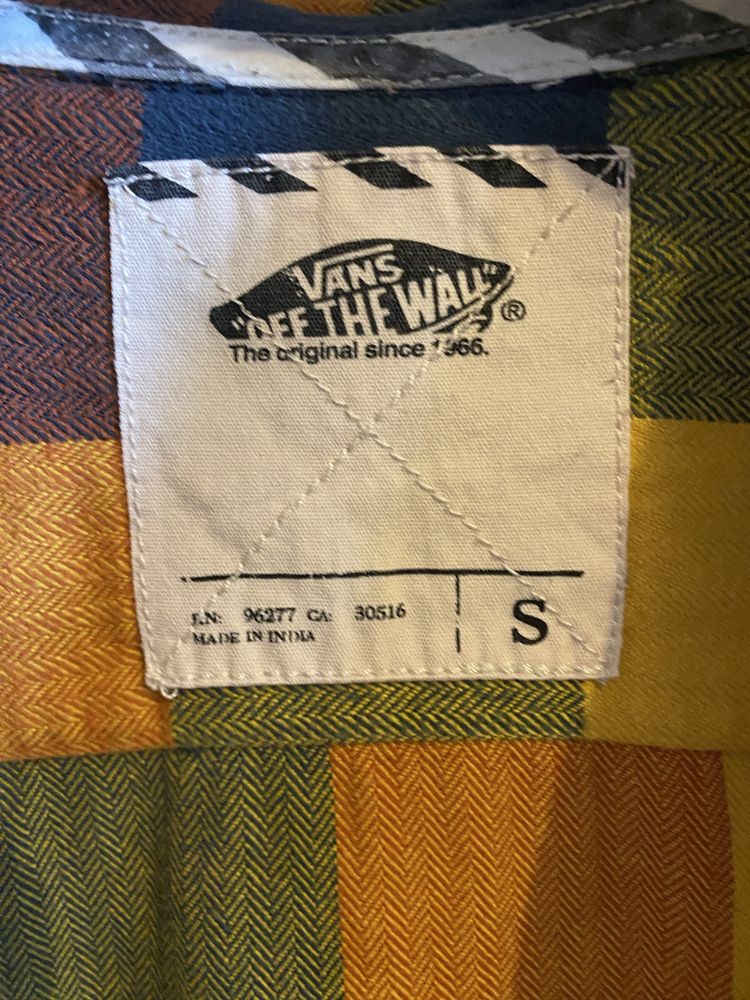 VANS
"OFF THE WALL"®
The original since 1966.
RN: 96277 CA: 30516
MADE IN INDIA
S